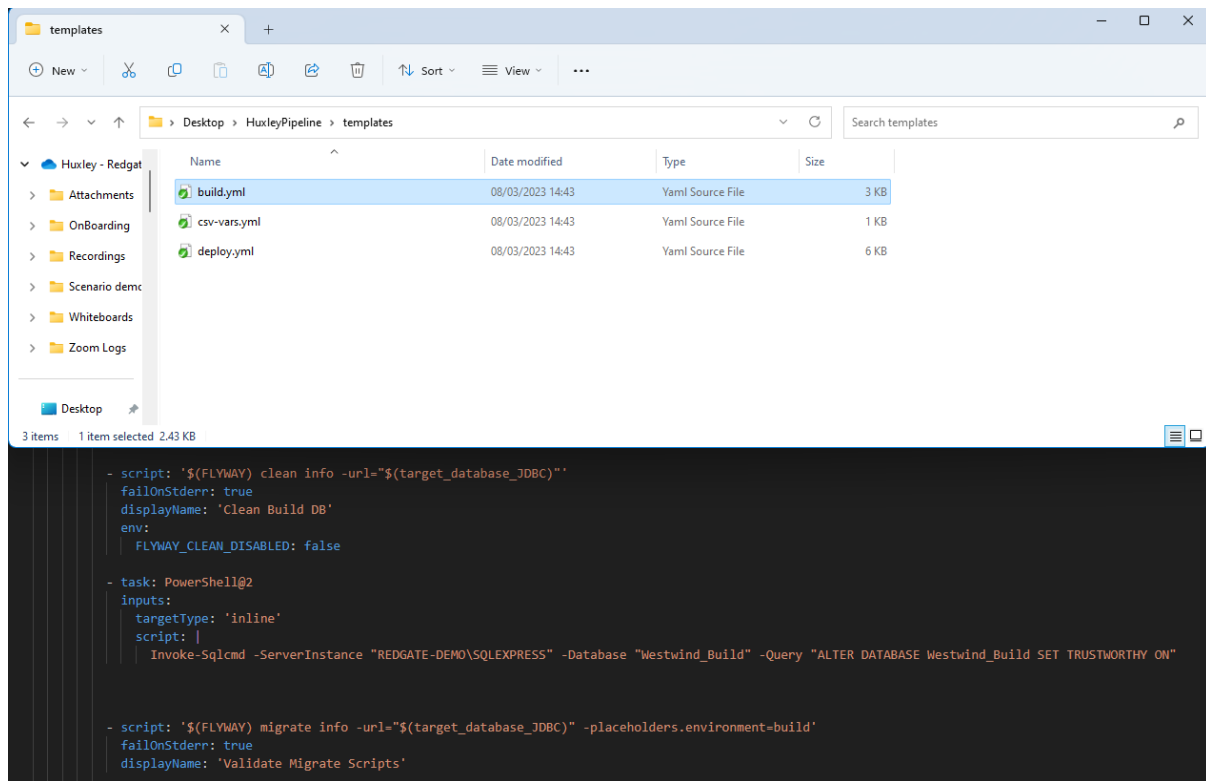 templates
New
Sort
View
Desktop > HuxleyPipeline > templates
Search templates
Huxley - Redgat
Attachments
OnBoarding
Recordings
Scenario demo
Whiteboards
Zoom Logs
Desktop
Name Date modified Type Size
build.yml 08/03/2023 14:43 Yaml Source File 3 KB
csv-vars.yml 08/03/2023 14:43 Yaml Source File 1 KB
deploy.yml 08/03/2023 14:43 Yaml Source File 6 KB
3 items 1 item selected 2.43 KB
- script: '$(FLYWAY) clean info -url="$(target_database_JDBC)"'
failOnStderr: true
displayName: 'Clean Build DB'
env:
FLYWAY_CLEAN_DISABLED: false
- task: PowerShell@2
inputs:
targetType: 'inline'
script: |
Invoke-Sqlcmd -ServerInstance "REDGATE-DEMO\SQLEXPRESS" -Database "Westwind_Build" -Query "ALTER DATABASE Westwind_Build SET TRUSTWORTHY ON"
- script: '$(FLYWAY) migrate info -url="$(target_database_JDBC)" -placeholders.environment=build'
failOnStderr: true
displayName: 'Validate Migrate Scripts'